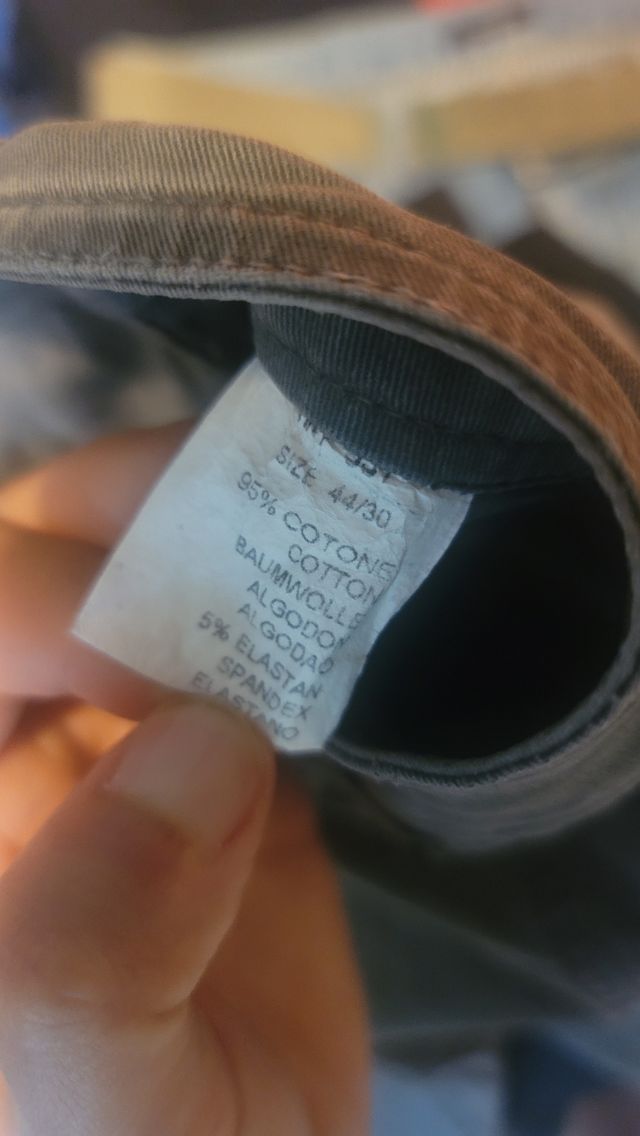 SIZE 44/30
95% COTONE
COTTON
BAUMWOLLE
ALGODON
ALGODAO
5% ELASTAN
SPANDEX
ELASTANO